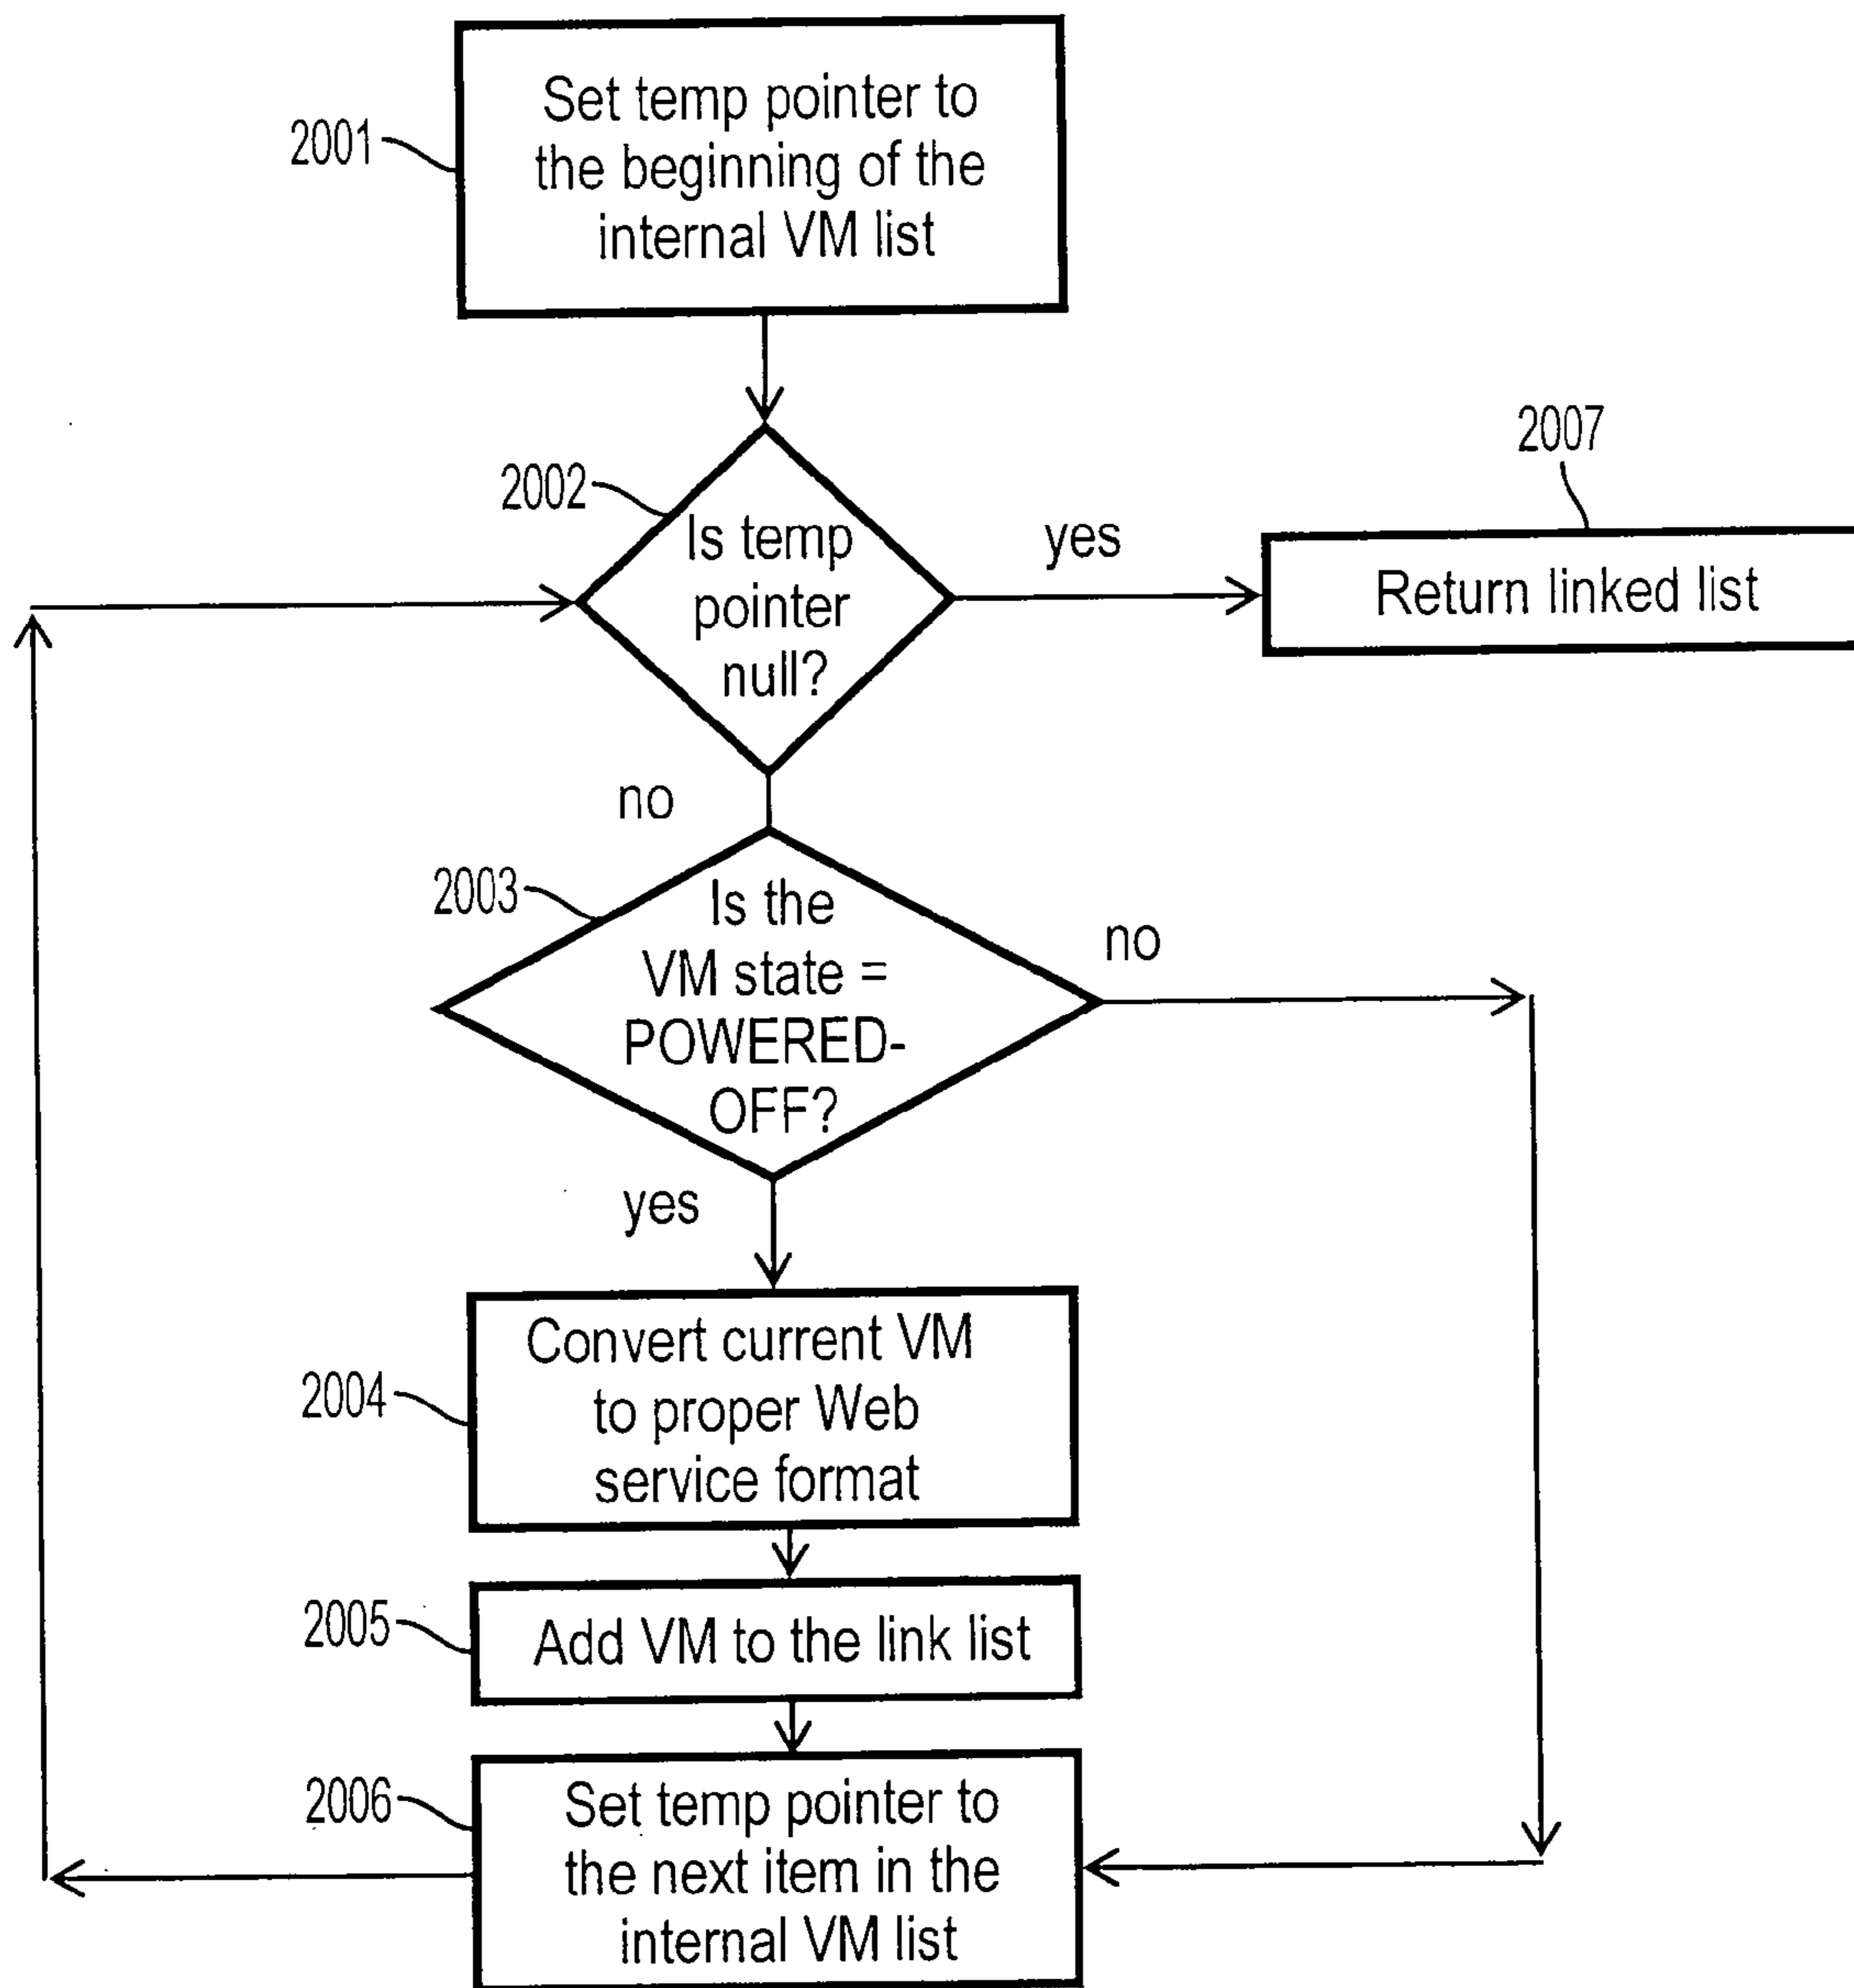 2001
Set temp pointer to
the beginning of the
internal VM list
2002
Is temp
pointer
null?
yes
2007
Return linked list
no
2003
Is the
VM state =
POWERED-
OFF?
no
yes
2004
Convert current VM
to proper Web
service format
2005
Add VM to the link list
2006
Set temp pointer to
the next item in the
internal VM list